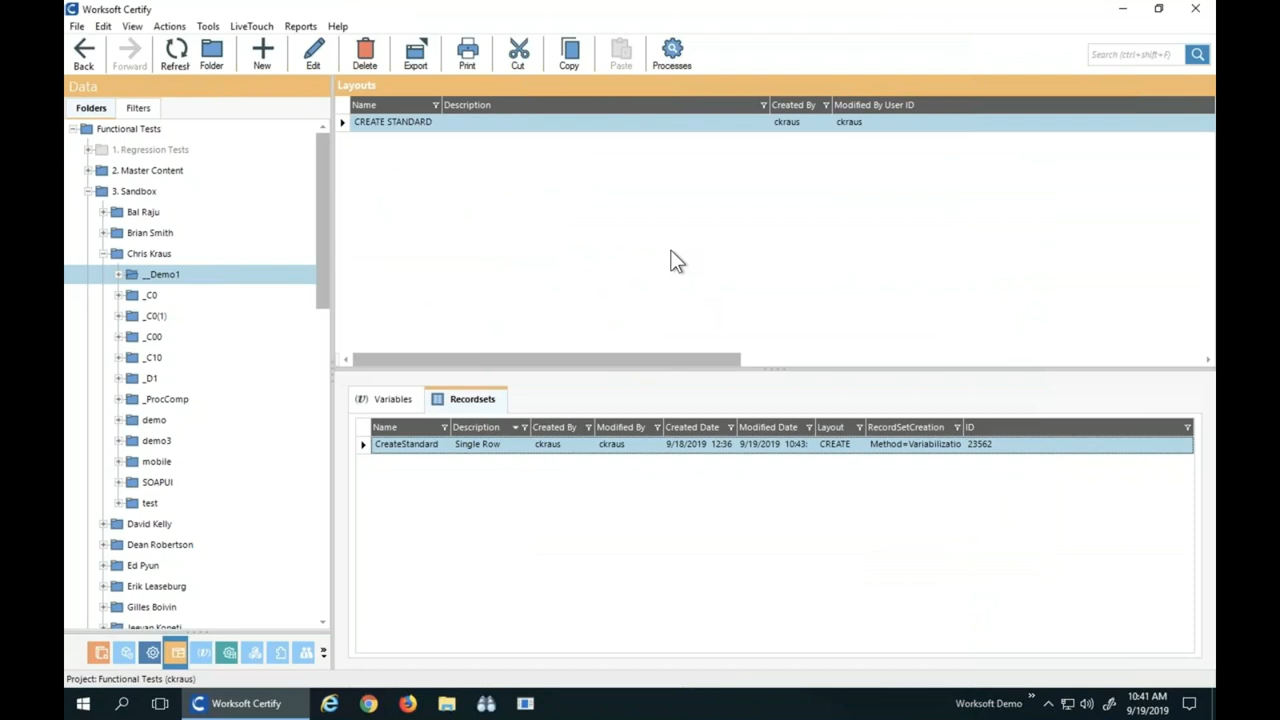 Worksoft Certify
File Edit View Actions Tools LiveTouch Reports Help
Back Forward Refresh Folder New Edit Delete Export Print Cut Copy Paste Processes
Search (ctrl+shift+F)
Data
Layouts
Folders Filters
Name Description Created By Modified By User ID
CREATE STANDARD ckraus ckraus
Functional Tests
1. Regression Tests
2. Master Content
3. Sandbox
Bal Raju
Brian Smith
Chris Kraus
__Demo1
_C0
_C0(1)
_C00
_C10
_D1
_ProcComp
demo
demo3
mobile
SOAPUI
test
David Kelly
Dean Robertson
Ed Pyun
Erik Leaseburg
Gilles Boivin
Jeevan Koneti
Variables Recordsets
Name Description Created By Modified By Created Date Modified Date Layout RecordSetCreation ID
CreateStandard Single Row ckraus ckraus 9/18/2019 12:36 9/19/2019 10:43: CREATE Method=Variabilizatio 23562
Project: Functional Tests (ckraus)
Worksoft Certify
Worksoft Demo
10:41 AM
9/19/2019